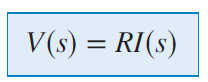 V(s) = RI(s)